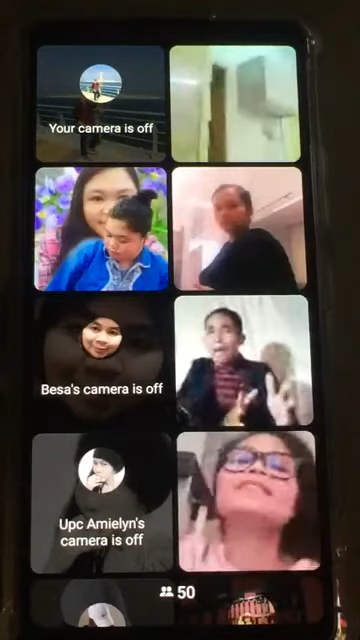 Your camera is off
Besa's camera is off
Upc Amielyn's
camera is off
50